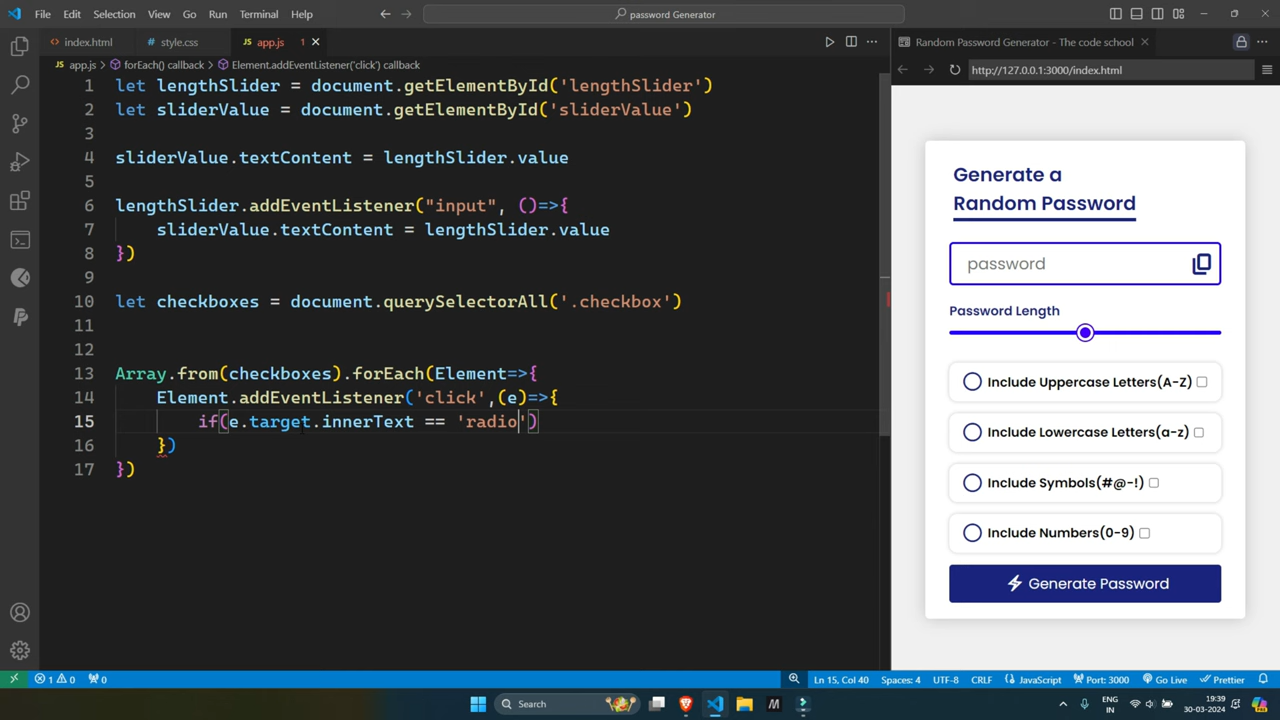 File Edit Selection View Go Run Terminal Help
password Generator
index.html
style.css
app.js 1
Random Password Generator - The code school
app.js > forEach() callback > Element.addEventListener('click') callback
http://127.0.0.1:3000/index.html
1 let lengthSlider = document.getElementById('lengthSlider')
2 let sliderValue = document.getElementById('sliderValue')
3
4 sliderValue.textContent = lengthSlider.value
5
6 lengthSlider.addEventListener("input", ()=>{
7 sliderValue.textContent = lengthSlider.value
8 })
9
10 let checkboxes = document.querySelectorAll('.checkbox')
11
12
13 Array.from(checkboxes).forEach(Element=>{
14 Element.addEventListener('click',(e)=>{
15 if(e.target.innerText == 'radio')
16 })
17 })
Generate a
Random Password
password
Password Length
Include Uppercase Letters(A-Z)
Include Lowercase Letters(a-z)
Include Symbols(#@-!)
Include Numbers(0-9)
Generate Password
1 0 0
Ln 15, Col 40 Spaces: 4 UTF-8 CRLF JavaScript Port: 3000 Go Live Prettier
Search
M
ENG
IN
19:39
30-03-2024